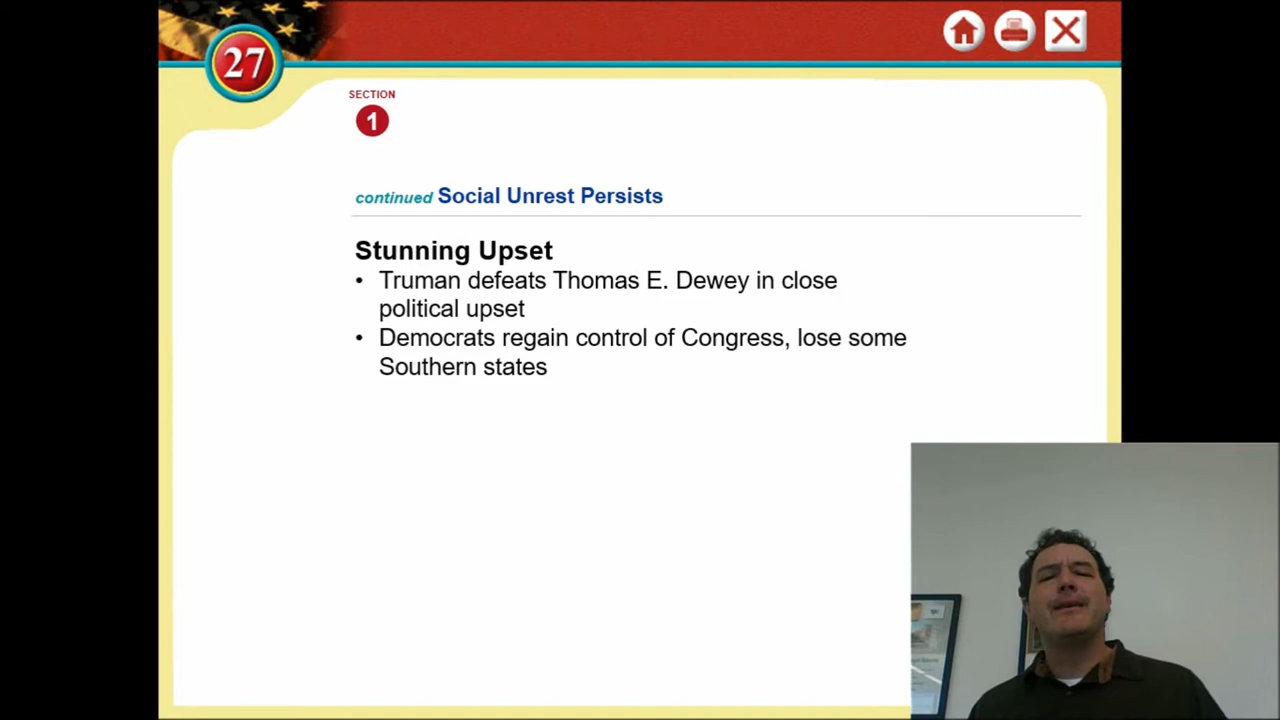 27
SECTION
1
continued Social Unrest Persists
Stunning Upset
• Truman defeats Thomas E. Dewey in close
political upset
• Democrats regain control of Congress, lose some
Southern states